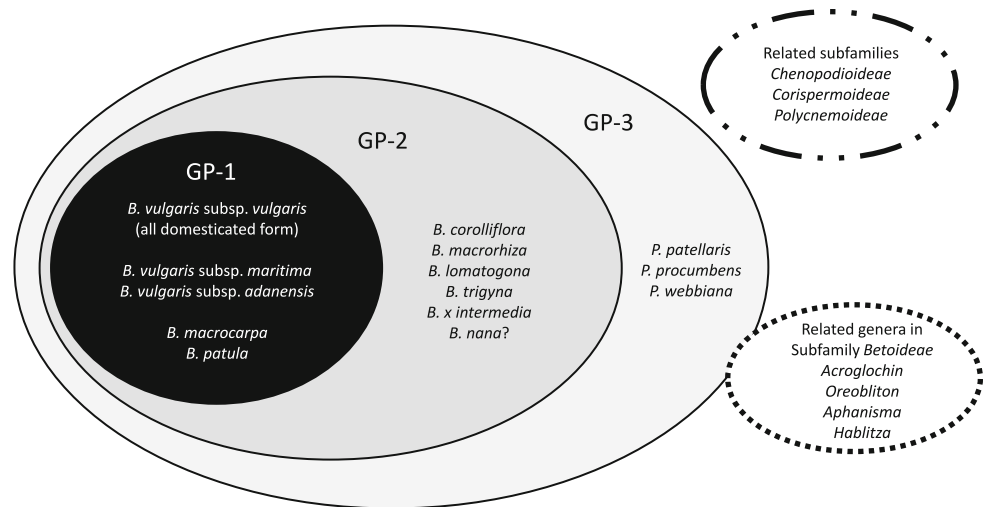 GP-1
B. vulgaris subsp. vulgaris
(all domesticated form)
B. vulgaris subsp. maritima
B. vulgaris subsp. adanensis
B. macrocarpa
B. patula
GP-2
B. corolliflora
B. macrorhiza
B. lomatogona
B. trigyna
B. x intermedia
B. nana?
GP-3
P. patellaris
P. procumbens
P. webbiana
Related subfamilies
Chenopodioideae
Corispermoideae
Polycnemoideae
Related genera in
Subfamily Betoideae
Acroglochin
Oreobliton
Aphanisma
Hablitza